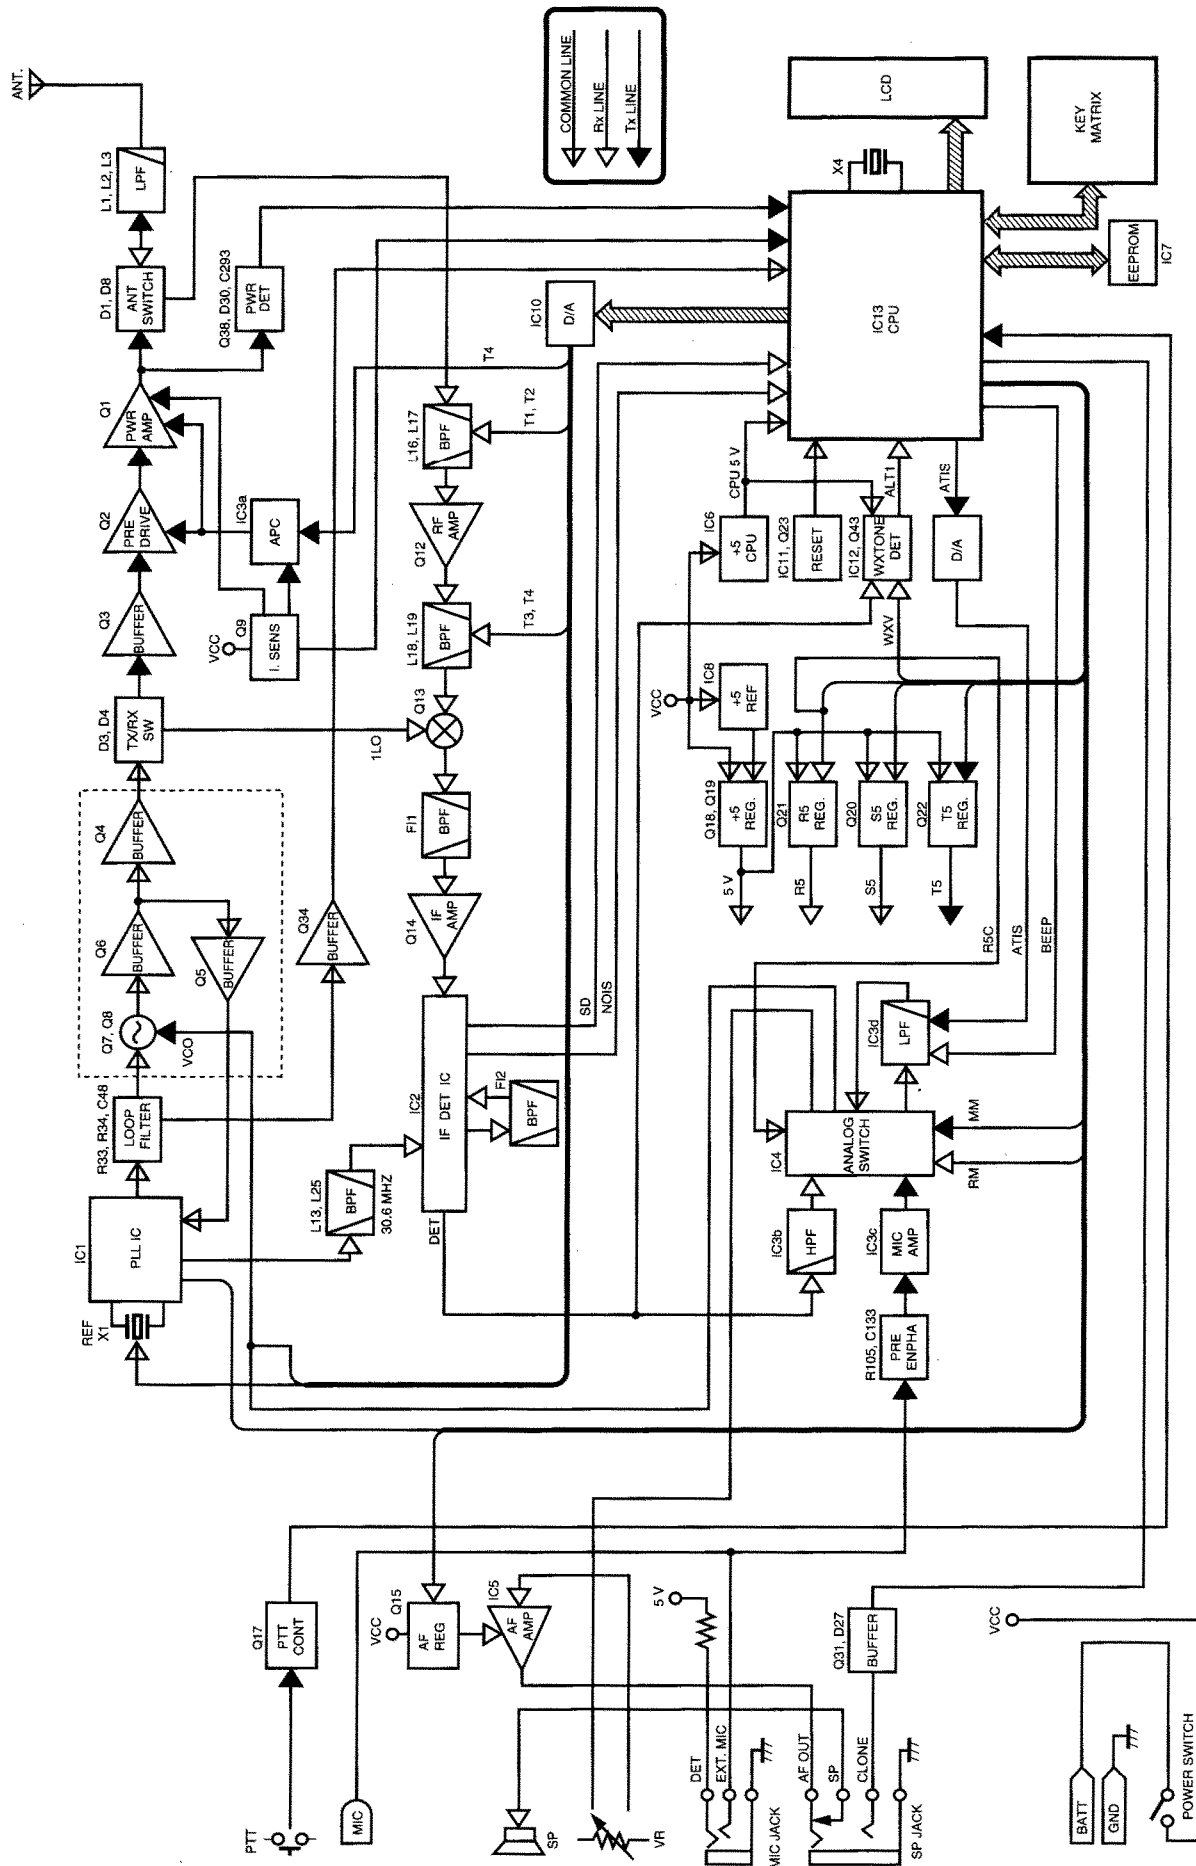 ANT.
L1, L2, L3
LPF
D1, D8
ANT
SWITCH
Q38, D30, C293
PWR
DET
Q1
PWR
AMP
Q2
PRE
DRIVE
IC3a
APC
Q3
BUFFER
VCC
Q9
I. SENS
D3, D4
TX/RX
SW
Q4
BUFFER
Q6
BUFFER
Q5
BUFFER
Q7, Q8
VCO
Q34
BUFFER
R33, R34, C48
LOOP
FILTER
IC1
PLL IC
REF
X1
L13, L25
BPF
30.6 MHZ
COMMON LINE
Rx LINE
Tx LINE
IC10
D/A
T4
T1, T2
L16, L17
BPF
Q12
RF
AMP
L18, L19
BPF
T3, T4
Q13
1LO
FI1
BPF
Q14
IF
AMP
IC2
IF DET IC
FI2
BPF
SD
NOIS
DET
LCD
KEY
MATRIX
X4
IC13
CPU
EEPROM
IC7
CPU 5 V
IC6
+5
CPU
IC11, Q23
RESET
IC12, Q43
WXTONE
DET
ALT1
ATIS
D/A
WXV
VCC
IC8
+5
REF
Q18, Q19
+5
REG.
Q21
R5
REG.
Q20
S5
REG.
Q22
T5
REG.
5 V
R5
S5
T5
R5C
ATIS
BEEP
IC3d
LPF
IC4
ANALOG
SWITCH
RM
MM
IC3b
HPF
IC3c
MIC
AMP
R105, C133
PRE
ENPHA
Q17
PTT
CONT
PTT
MIC
VCC
Q15
AF
REG
IC5
AF
AMP
SP
VR
5 V
DET
EXT. MIC
MIC JACK
AF OUT
SP
CLONE
SP JACK
Q31, D27
BUFFER
VCC
BATT
GND
POWER SWITCH